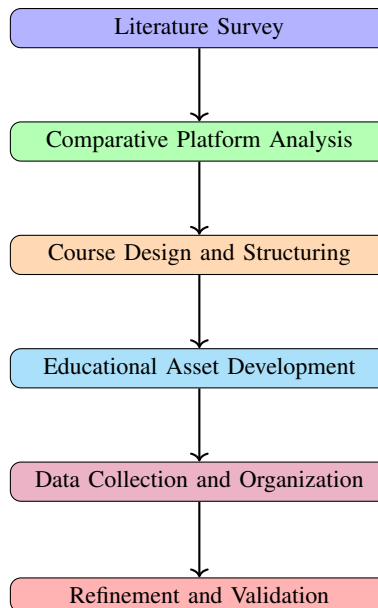 Literature Survey
Comparative Platform Analysis
Course Design and Structuring
Educational Asset Development
Data Collection and Organization
Refinement and Validation